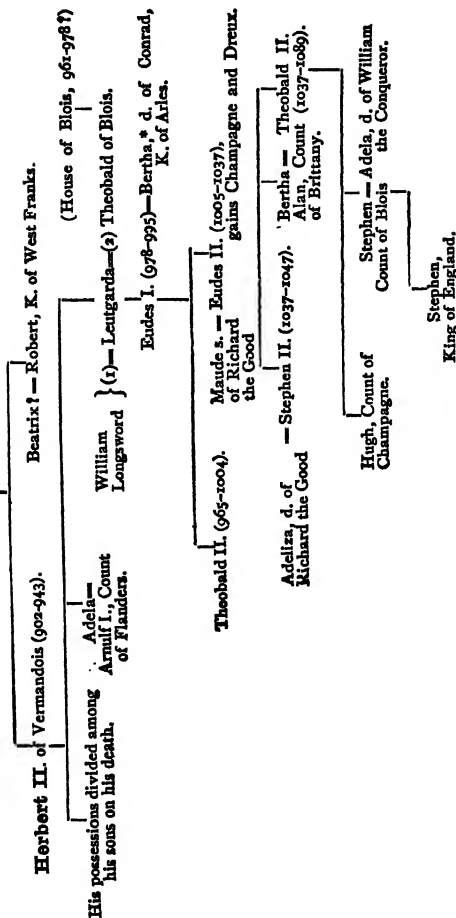 Herbert II. of Vermandois (902-943).
Beatrix? — Robert, K. of West Franks.
His possessions divided among
his sons on his death.
Adela —
Arnulf I., Count
of Flanders.
William
Longsword
} (1) — Leutgarda — (2) Theobald of Blois.
(House of Blois, 961-978?)
Eudes I. (978-995) — Bertha,* d. of Conrad,
K. of Arles.
Theobald II. (965-1004).
Maude s. — Eudes II. (1005-1037),
of Richard
the Good
gains Champagne and Dreux.
Adeliza, d. of
Richard the Good
— Stephen II. (1037-1047).
Bertha — Theobald II.
Alan, Count (1037-1089).
of Brittany.
Hugh, Count of
Champagne.
Stephen — Adela, d. of William
Count of Blois the Conqueror.
Stephen,
King of England.